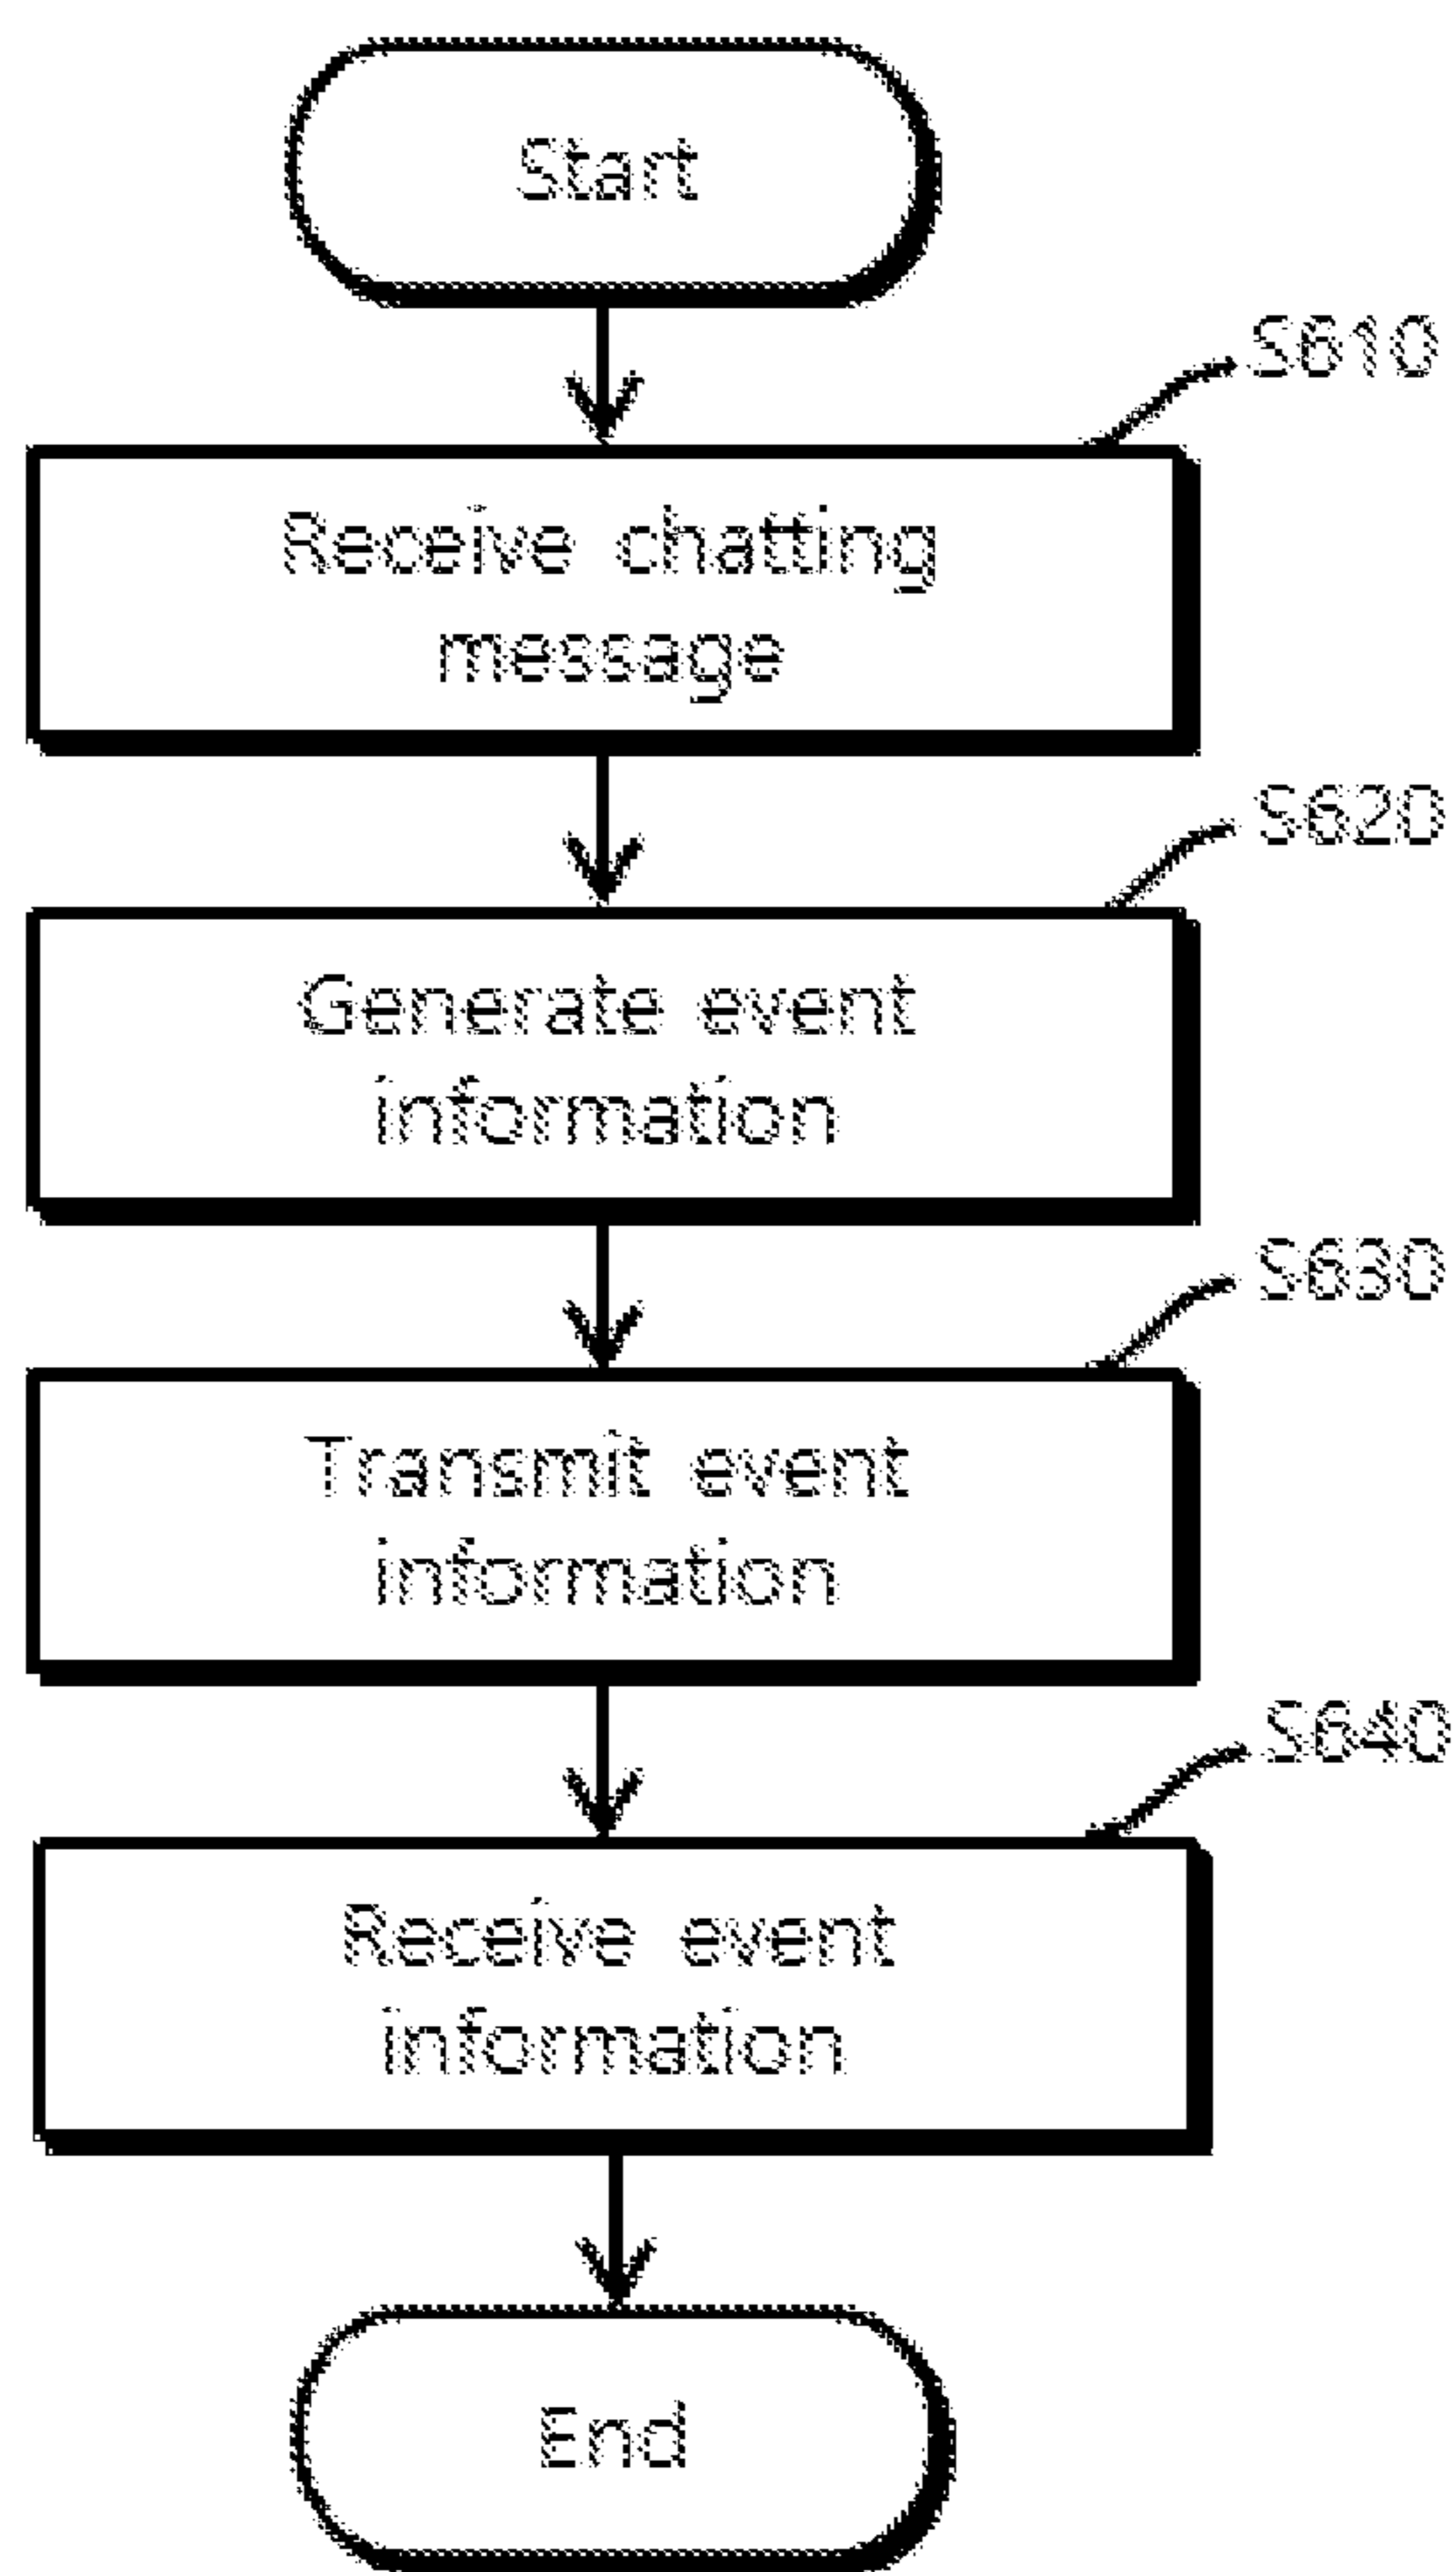 Start
S610
Receive chatting
message
S620
Generate event
information
S630
Transmit event
information
S640
Receive event
information
End